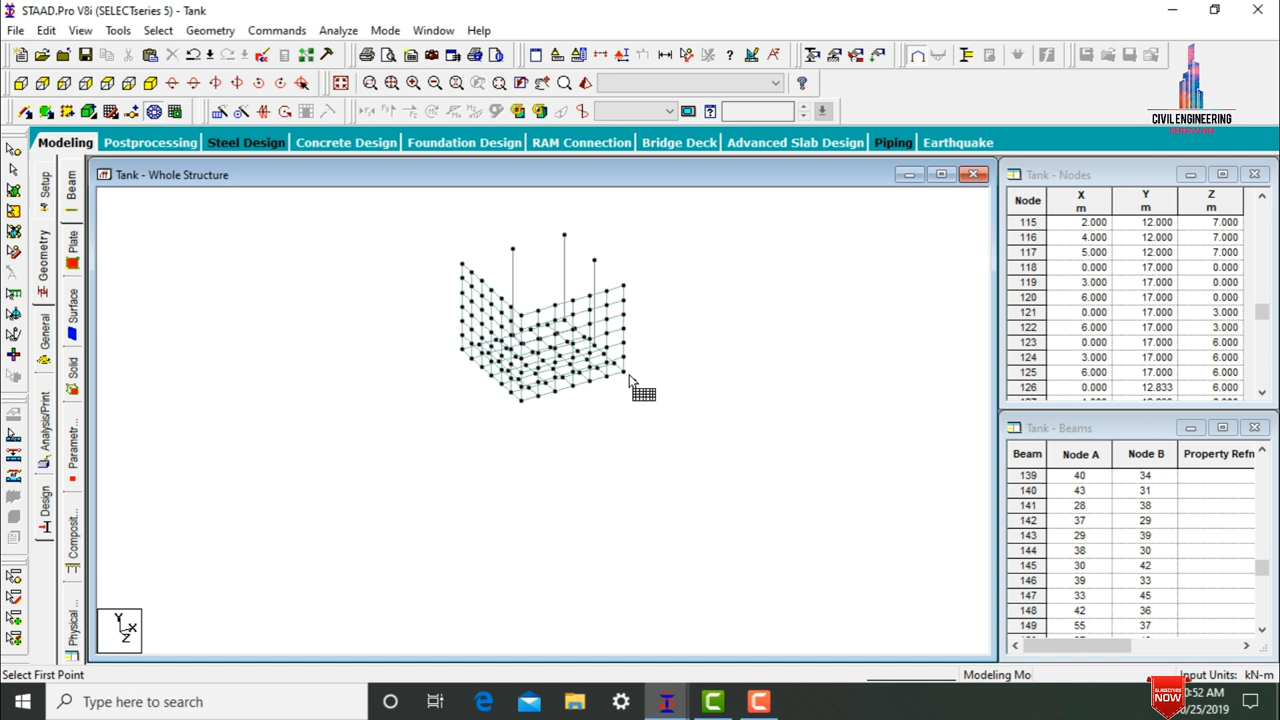 STAAD.Pro V8i (SELECTseries 5) - Tank
File Edit View Tools Select Geometry Commands Analyze Mode Window Help
CIVIL ENGINEERING
Modeling Postprocessing Steel Design Concrete Design Foundation Design RAM Connection Bridge Deck Advanced Slab Design Piping Earthquake
Setup
Geometry
General
Analysis/Print
Design
Beam
Plate
Surface
Solid
Parametr...
Composit...
Physical...
Tank - Whole Structure
Y
X
Z
Tank - Nodes
Node X m Y m Z m
115 2.000 12.000 7.000
116 4.000 12.000 7.000
117 5.000 12.000 7.000
118 0.000 17.000 0.000
119 3.000 17.000 0.000
120 6.000 17.000 0.000
121 0.000 17.000 3.000
122 6.000 17.000 3.000
123 0.000 17.000 6.000
124 3.000 17.000 6.000
125 6.000 17.000 6.000
126 0.000 12.833 6.000
Tank - Beams
Beam Node A Node B Property Refn
139 40 34
140 43 31
141 28 38
142 37 29
143 29 39
144 38 30
145 30 42
146 39 33
147 33 45
148 42 36
149 55 37
Select First Point
Modeling Mo
Input Units: kN-m
Type here to search
0:52 AM
/25/2019
SUBSCRIBE
NOW